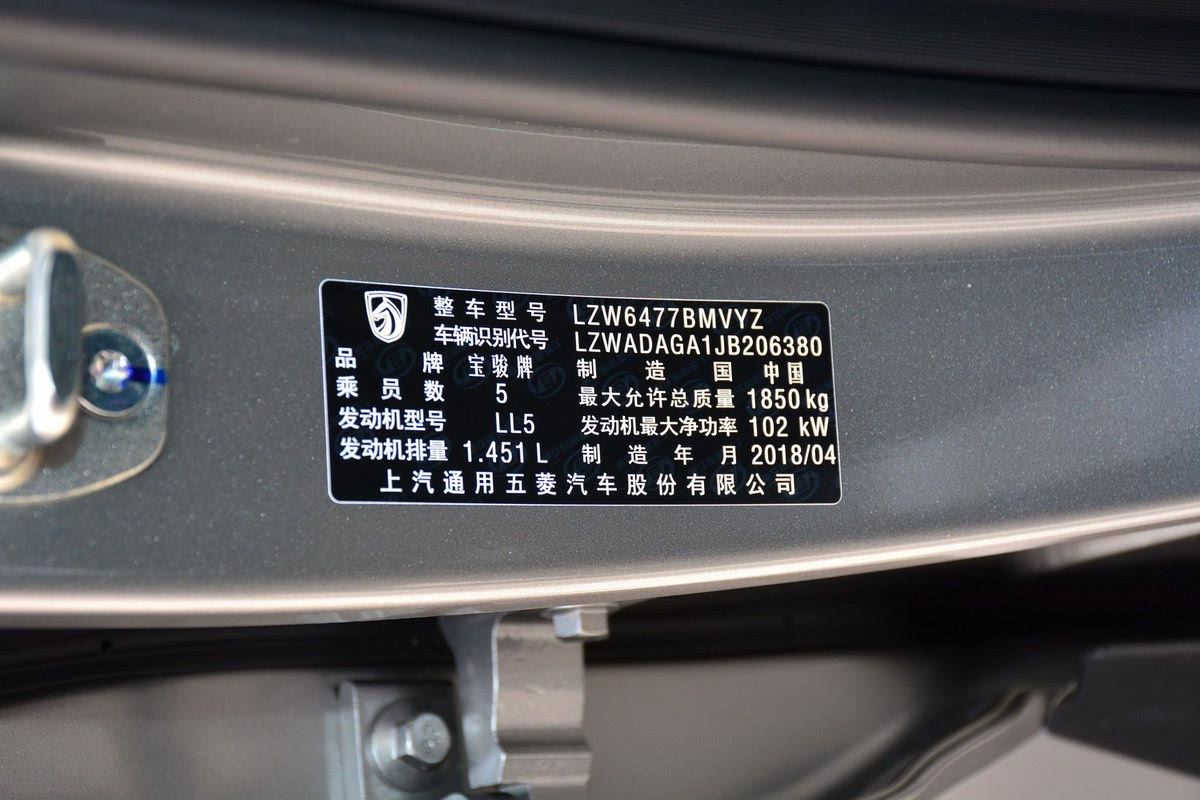 整车型号 LZW6477BMVYZ
车辆识别代号 LZWADAGA1JB206380
品牌 宝骏牌 制造国 中国
乘员数 5 最大允许总质量 1850 kg
发动机型号 LL5 发动机最大净功率 102 kW
发动机排量 1.451 L 制造年月 2018/04
上汽通用五菱汽车股份有限公司